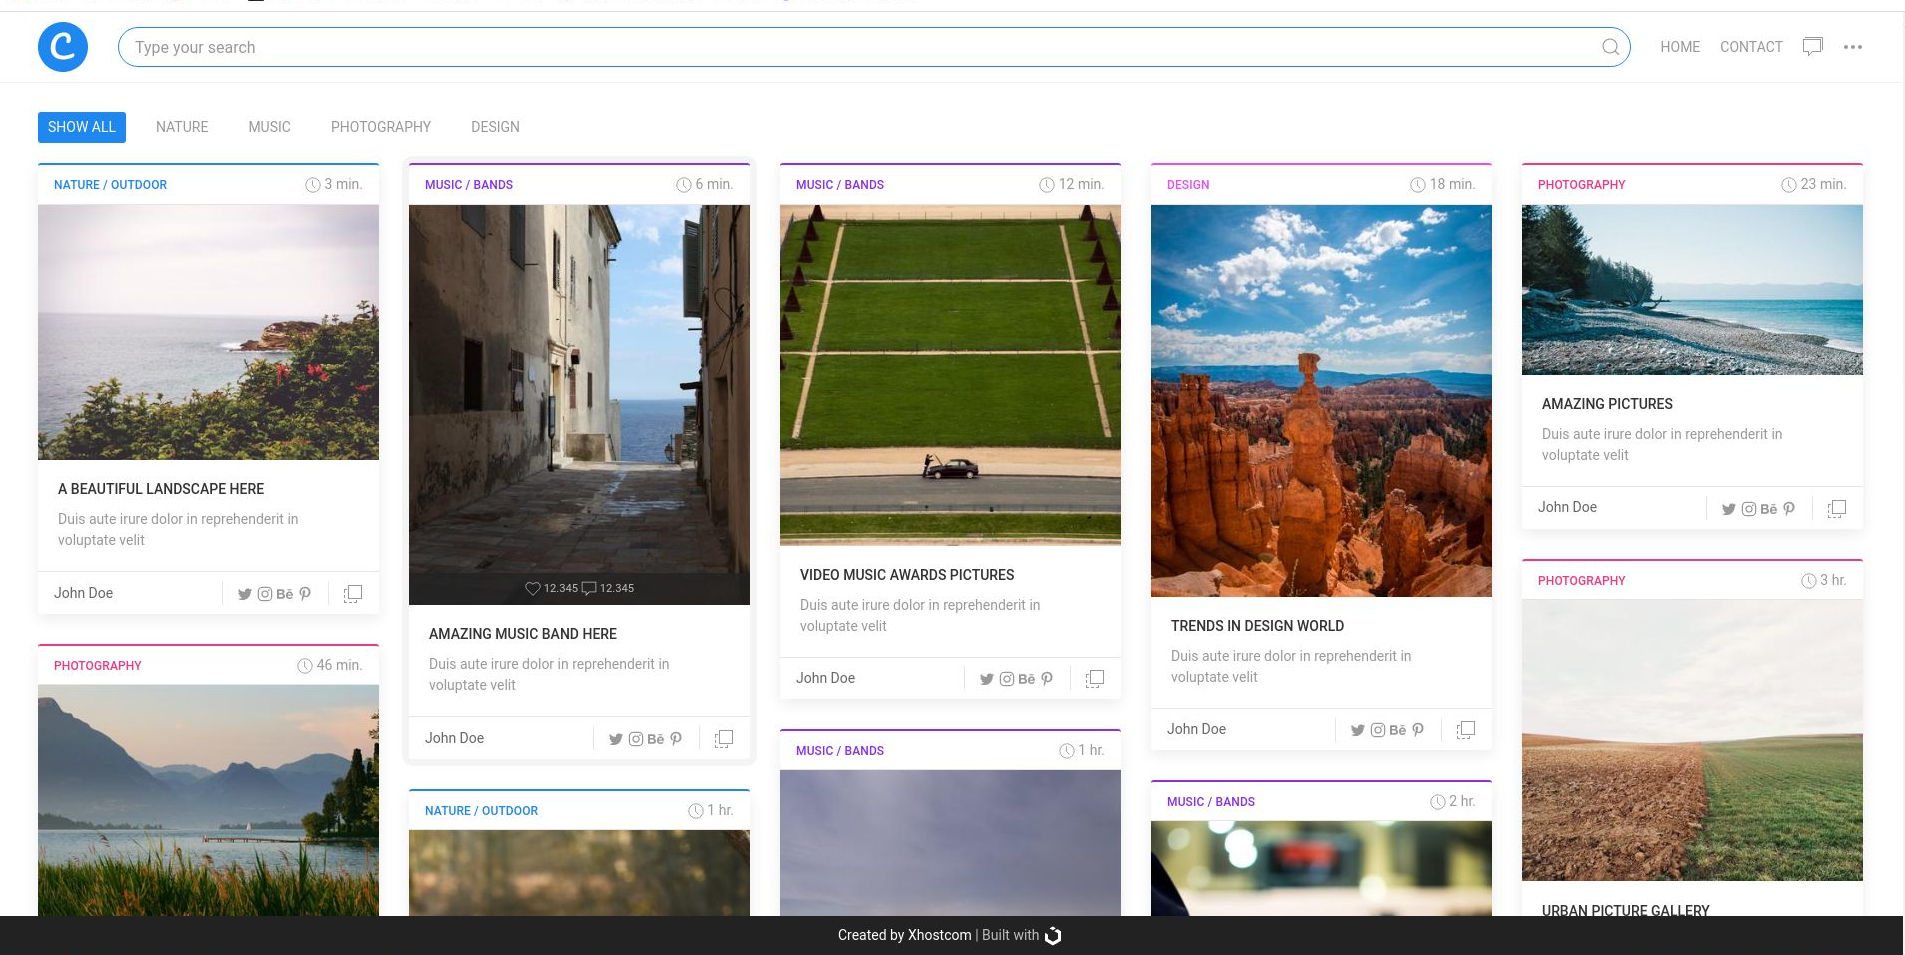 C
Type your search
HOME
CONTACT
SHOW ALL
NATURE
MUSIC
PHOTOGRAPHY
DESIGN
NATURE / OUTDOOR
3 min.
A BEAUTIFUL LANDSCAPE HERE
Duis aute irure dolor in reprehenderit in
voluptate velit
John Doe
Bē
PHOTOGRAPHY
46 min.
MUSIC / BANDS
6 min.
12.345
12.345
AMAZING MUSIC BAND HERE
Duis aute irure dolor in reprehenderit in
voluptate velit
John Doe
Bē
NATURE / OUTDOOR
1 hr.
MUSIC / BANDS
12 min.
VIDEO MUSIC AWARDS PICTURES
Duis aute irure dolor in reprehenderit in
voluptate velit
John Doe
Bē
MUSIC / BANDS
1 hr.
DESIGN
18 min.
TRENDS IN DESIGN WORLD
Duis aute irure dolor in reprehenderit in
voluptate velit
John Doe
Bē
MUSIC / BANDS
2 hr.
PHOTOGRAPHY
23 min.
AMAZING PICTURES
Duis aute irure dolor in reprehenderit in
voluptate velit
John Doe
Bē
PHOTOGRAPHY
3 hr.
URBAN PICTURE GALLERY
Created by Xhostcom | Built with